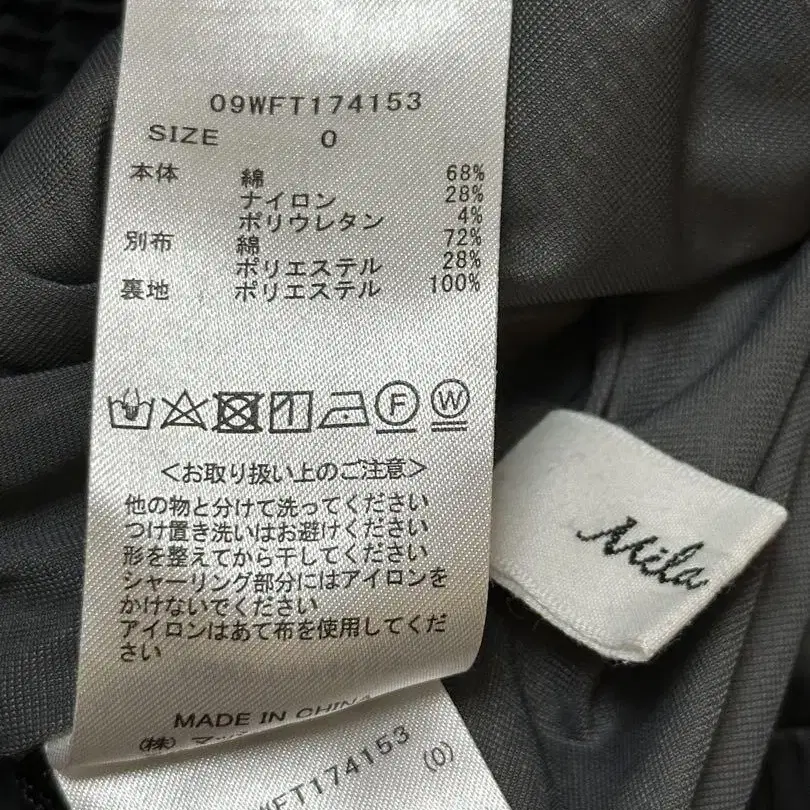 09WFT174153
SIZE 0
本体 綿 68%
ナイロン 28%
ポリウレタン 4%
別布 綿 72%
ポリエステル 28%
裏地 ポリエステル 100%
F W
<お取り扱い上のご注意>
他の物と分けて洗ってください
つけ置き洗いはお避けください
形を整えてから干してください
シャーリング部分にはアイロンを
かけないでください
アイロンはあて布を使用してくだ
さい
MADE IN CHINA
(株)マッ
WFT174153
(0)
Mila